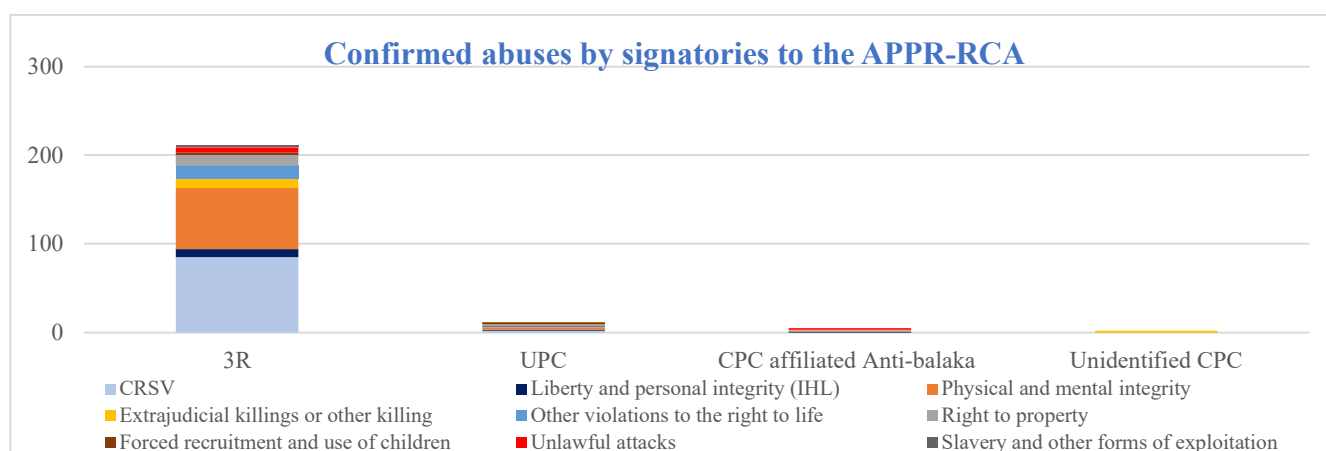 Confirmed abuses by signatories to the APPR-RCA
300
200
100
0
3R UPC CPC affiliated Anti-balaka Unidentified CPC
CRSV Liberty and personal integrity (IHL) Physical and mental integrity
Extrajudicial killings or other killing Other violations to the right to life Right to property
Forced recruitment and use of children Unlawful attacks Slavery and other forms of exploitation